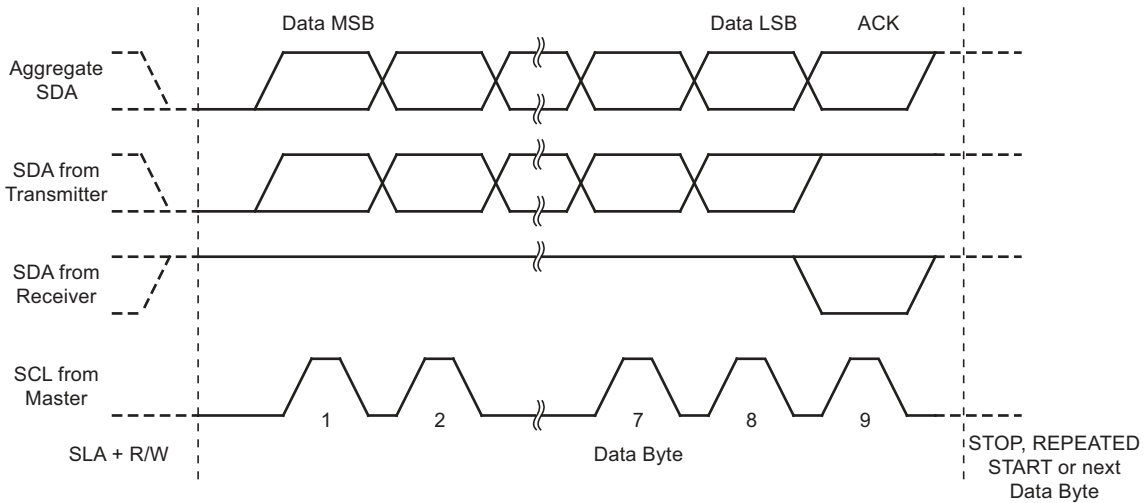 Data MSB
Data LSB
ACK
Aggregate
SDA
SDA from
Transmitter
SDA from
Receiver
SCL from
Master
1
2
7
8
9
SLA + R/W
Data Byte
STOP, REPEATED
START or next
Data Byte